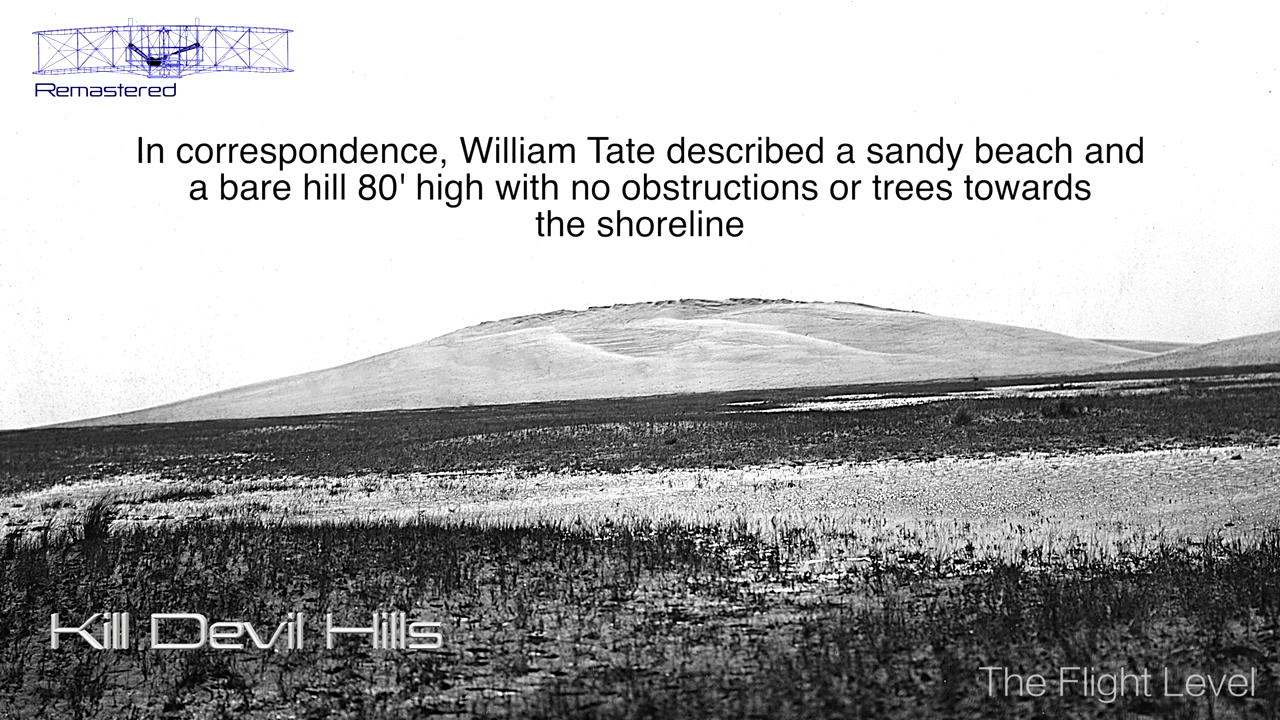 Remastered
In correspondence, William Tate described a sandy beach and
a bare hill 80' high with no obstructions or trees towards
the shoreline
Kill Devil Hills
The Flight Level